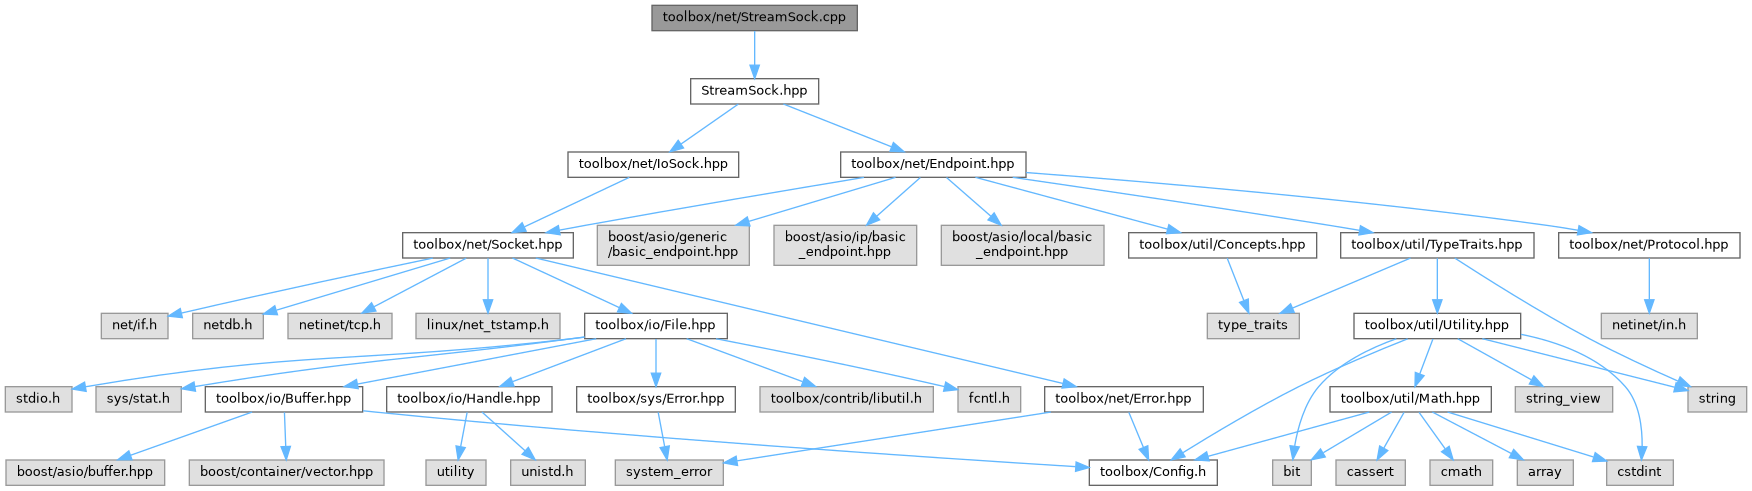 toolbox/net/StreamSock.cpp
StreamSock.hpp
toolbox/net/IoSock.hpp
toolbox/net/Endpoint.hpp
toolbox/net/Socket.hpp
boost/asio/generic
/basic_endpoint.hpp
boost/asio/ip/basic
_endpoint.hpp
boost/asio/local/basic
_endpoint.hpp
toolbox/util/Concepts.hpp
toolbox/util/TypeTraits.hpp
toolbox/net/Protocol.hpp
net/if.h
netdb.h
netinet/tcp.h
linux/net_tstamp.h
toolbox/io/File.hpp
type_traits
toolbox/util/Utility.hpp
netinet/in.h
stdio.h
sys/stat.h
toolbox/io/Buffer.hpp
toolbox/io/Handle.hpp
toolbox/sys/Error.hpp
toolbox/contrib/libutil.h
fcntl.h
toolbox/net/Error.hpp
toolbox/util/Math.hpp
string_view
string
boost/asio/buffer.hpp
boost/container/vector.hpp
utility
unistd.h
system_error
toolbox/Config.h
bit
cassert
cmath
array
cstdint